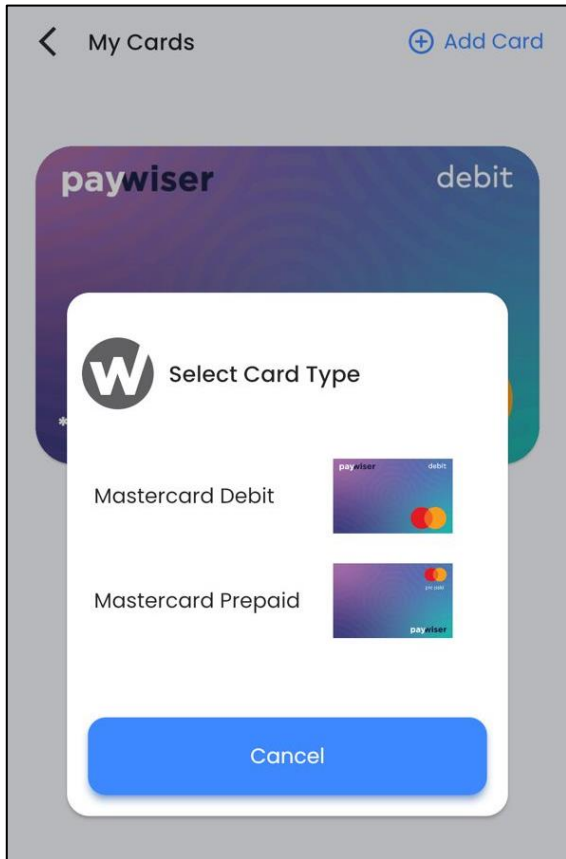 My Cards
Add Card
paywiser
debit
*
W
Select Card Type
Mastercard Debit
paywiser
debit
Mastercard Prepaid
paywiser
Cancel